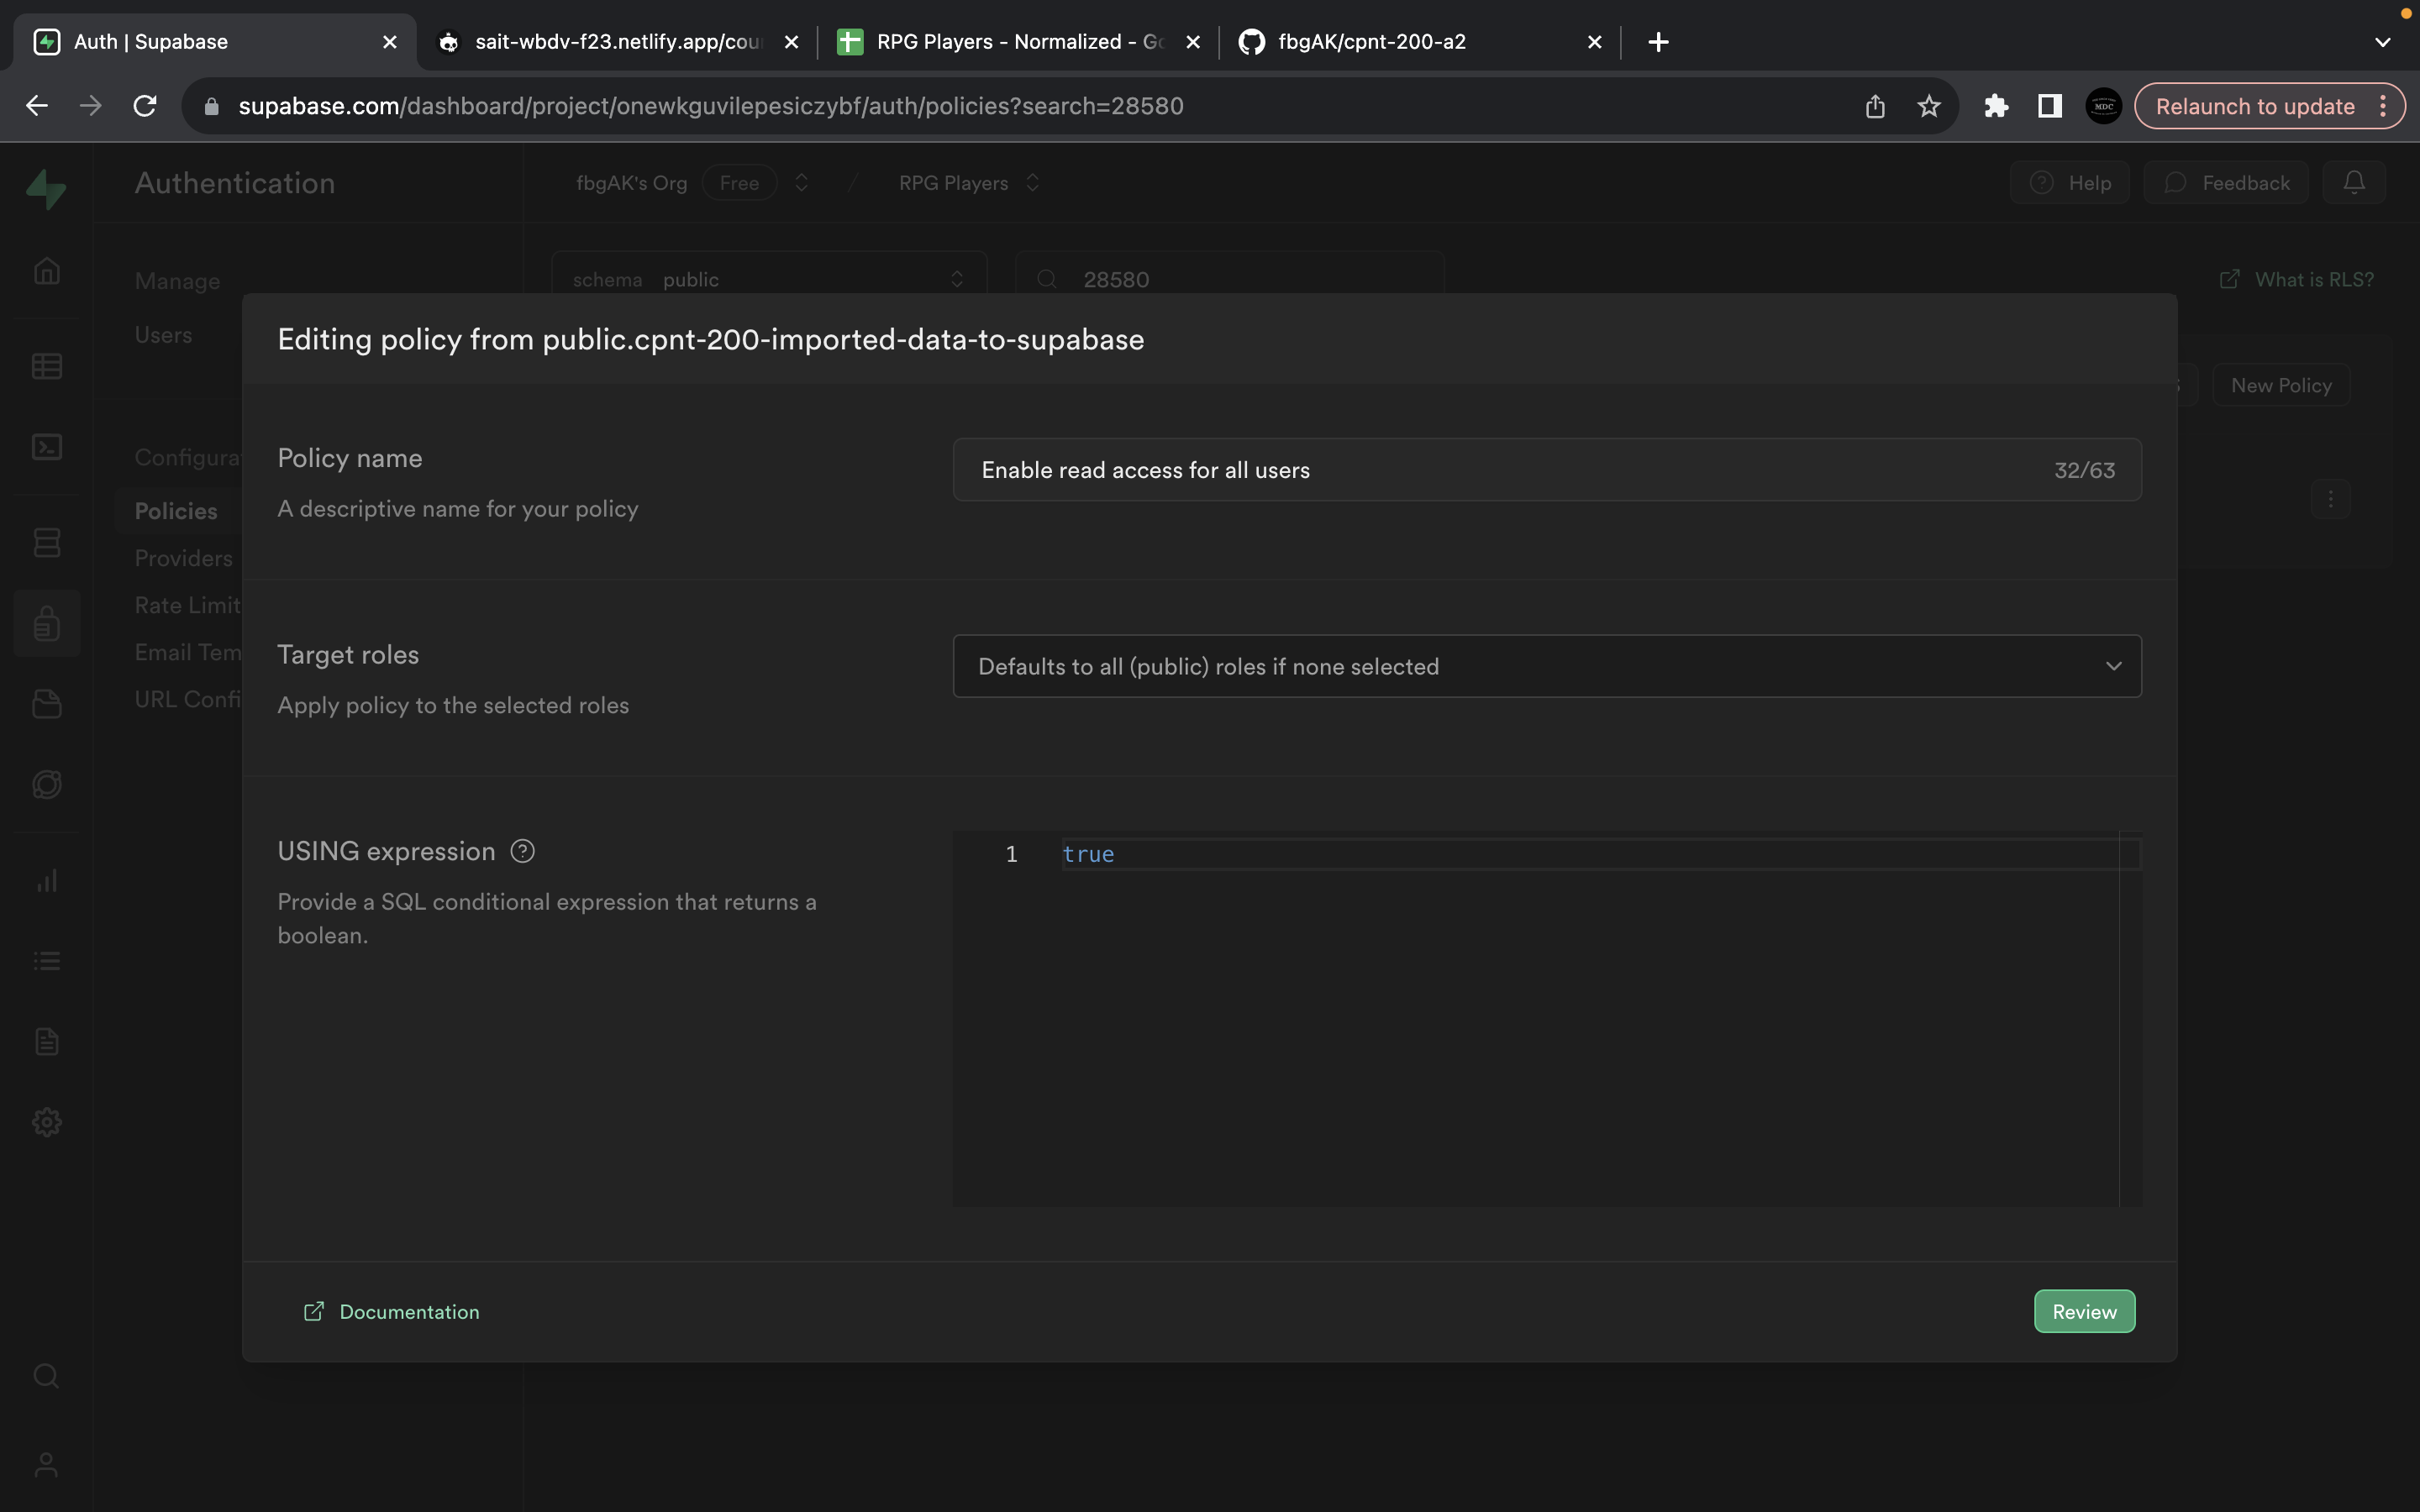 Auth | Supabase
sait-wbdv-f23.netlify.app/cou
RPG Players - Normalized - Go
fbgAK/cpnt-200-a2
supabase.com/dashboard/project/onewkguvilepesiczybf/auth/policies?search=28580
MDC
Relaunch to update
Authentication
fbgAK's Org
Free
/
RPG Players
Help
Feedback
Manage
schema public
28580
What is RLS?
Users
Editing policy from public.cpnt-200-imported-data-to-supabase
New Policy
Configura
Policy name
Enable read access for all users
32/63
A descriptive name for your policy
Policies
Providers
Rate Limit
Email Tem
URL Confi
Target roles
Defaults to all (public) roles if none selected
Apply policy to the selected roles
USING expression
1 true
Provide a SQL conditional expression that returns a
boolean.
Documentation
Review